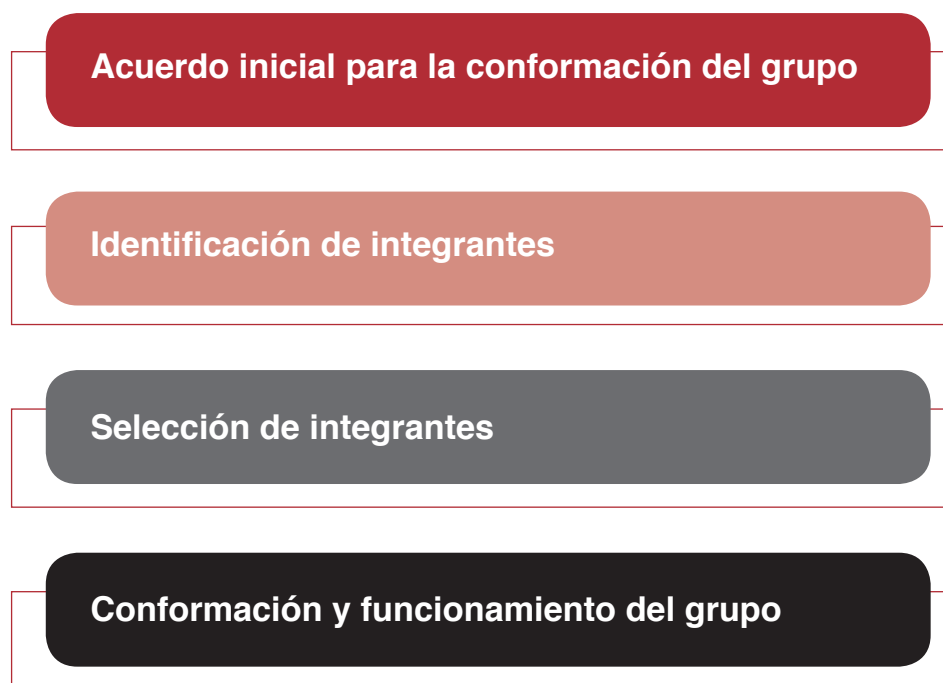 Acuerdo inicial para la conformación del grupo
Identificación de integrantes
Selección de integrantes
Conformación y funcionamiento del grupo